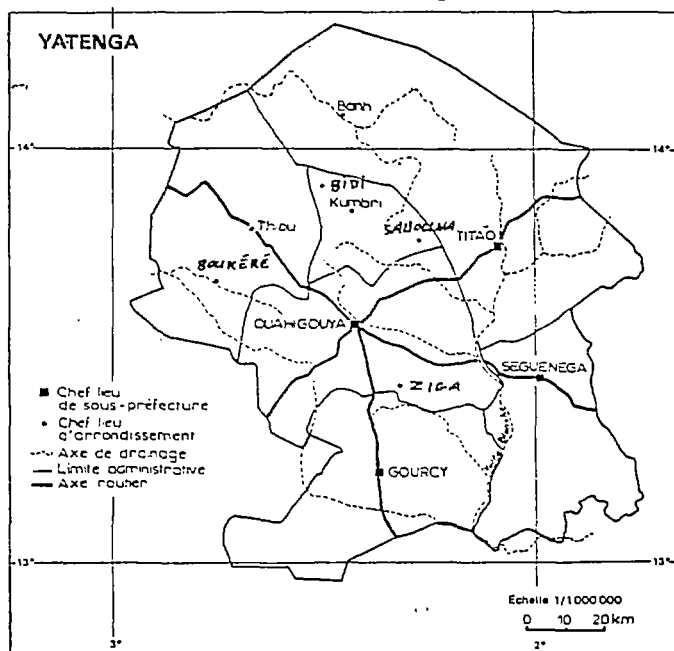 YATENGA
Banh
14°
14°
BIDI
Kumbri
Thiou
TITAO
BOUKÉRÉ
OUAHIGOUYA
SEGUENEGA
ZIGA
GOURCY
Chef lieu
de sous-préfecture
Chef lieu
d'arrondissement
Axe de drainage
Limite administrative
Axe routier
13°
13°
Echelle 1/1000000
0 10 20km
3°
2°